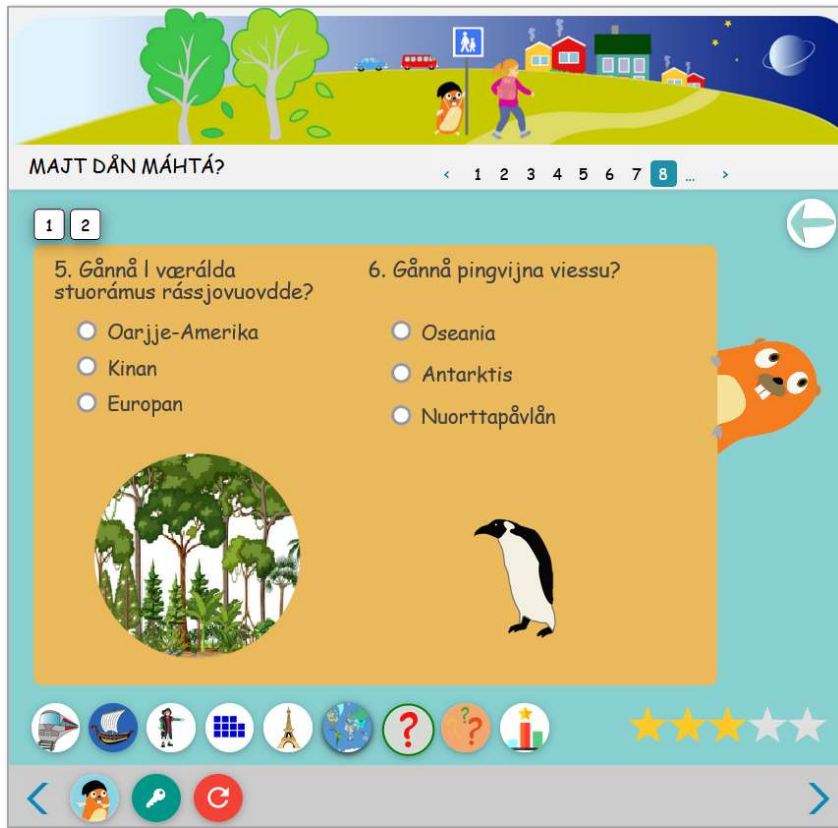 MAJT DÅN MÁHTÁ?
‹ 1 2 3 4 5 6 7 8 ... ›
1 2
5. Gånnå l værálda
stuorámus rássjovuovdde?
Oarjje-Amerika
Kinan
Europan
6. Gånnå pingvijna viessu?
Oseania
Antarktis
Nuorttapåvlån
?
? ? ?